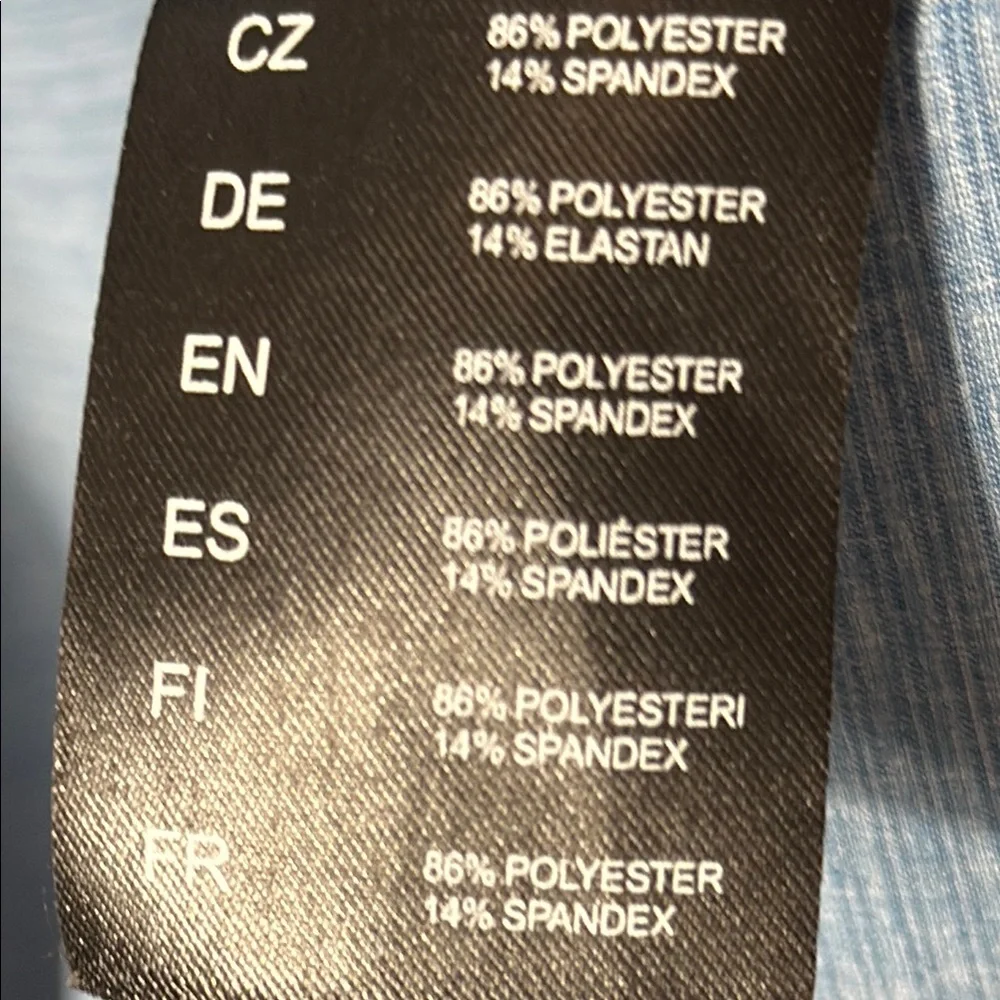 CZ 86% POLYESTER
14% SPANDEX
DE 86% POLYESTER
14% ELASTAN
EN 86% POLYESTER
14% SPANDEX
ES 86% POLIÉSTER
14% SPANDEX
FI 86% POLYESTERI
14% SPANDEX
FR 86% POLYESTER
14% SPANDEX